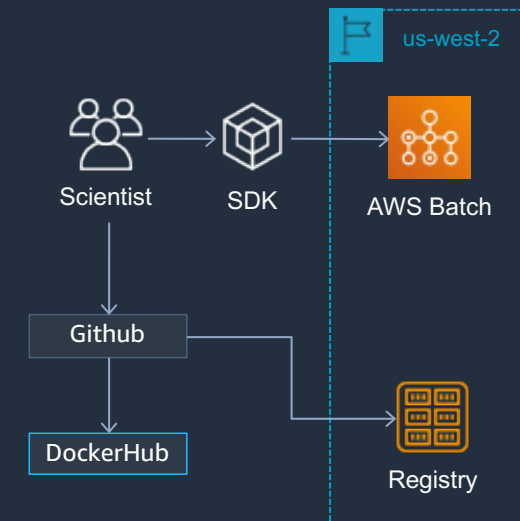 us-west-2
Scientist
SDK
AWS Batch
Github
DockerHub
Registry